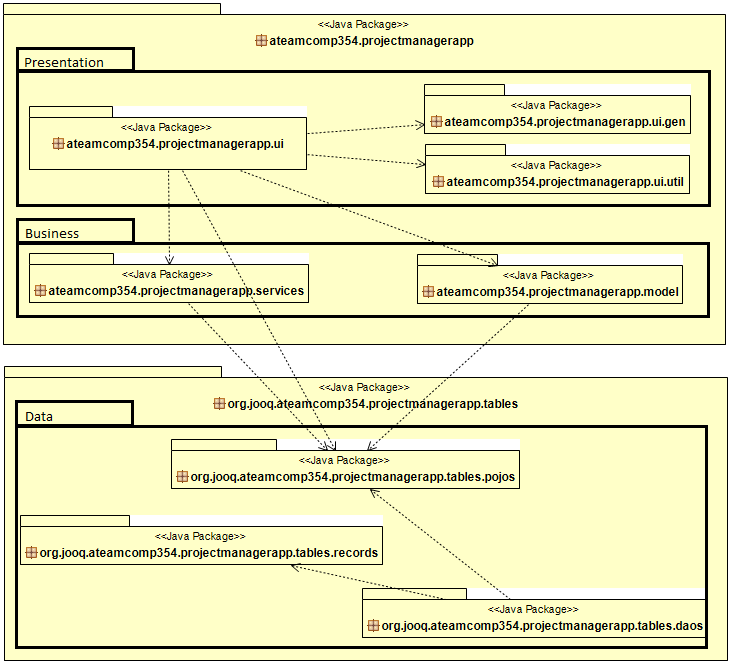 <<Java Package>>
ateamcomp354.projectmanagerapp
Presentation
<<Java Package>>
ateamcomp354.projectmanagerapp.ui
<<Java Package>>
ateamcomp354.projectmanagerapp.ui.gen
<<Java Package>>
ateamcomp354.projectmanagerapp.ui.util
Business
<<Java Package>>
ateamcomp354.projectmanagerapp.services
<<Java Package>>
ateamcomp354.projectmanagerapp.model
<<Java Package>>
org.jooq.ateamcomp354.projectmanagerapp.tables
Data
<<Java Package>>
org.jooq.ateamcomp354.projectmanagerapp.tables.pojos
<<Java Package>>
org.jooq.ateamcomp354.projectmanagerapp.tables.records
<<Java Package>>
org.jooq.ateamcomp354.projectmanagerapp.tables.daos